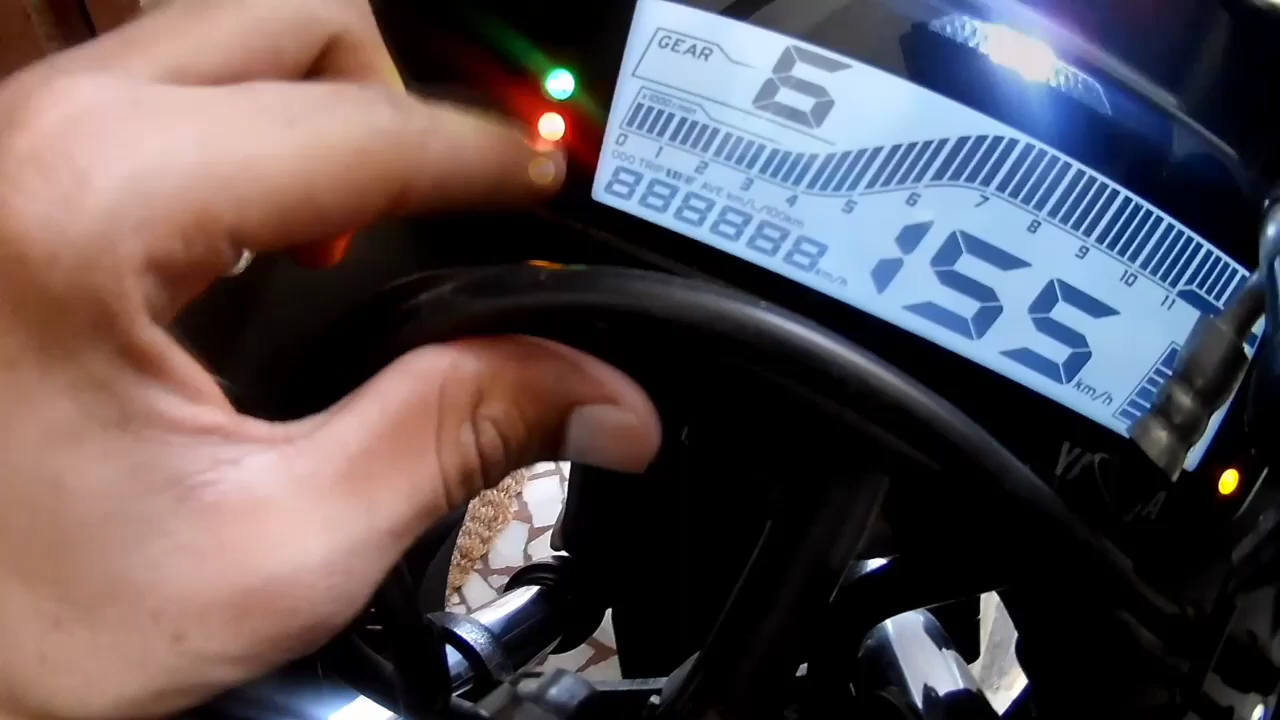 GEAR 6
x1000r/min
0 1 2 3 4 5 6 7 8 9 10 11
ODO TRIP
AVE km/L/100km
888888 km/h
155 km/h